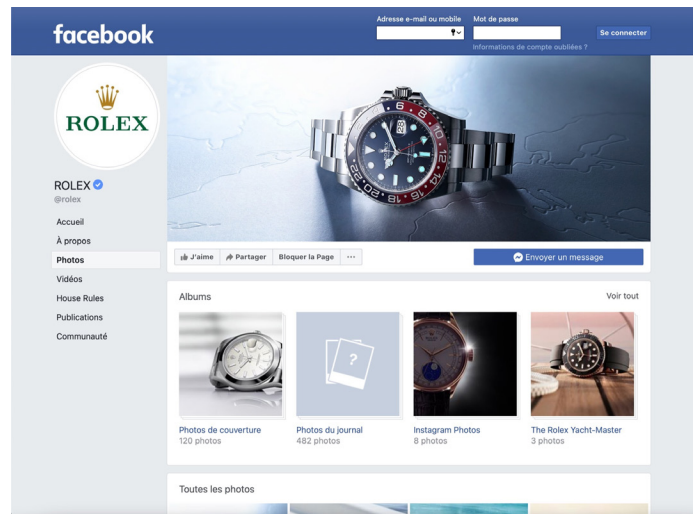 facebook
Adresse e-mail ou mobile
Mot de passe
Se connecter
Informations de compte oubliées ?
ROLEX
ROLEX
@rolex
Accueil
À propos
Photos
Vidéos
House Rules
Publications
Communauté
J'aime
Partager
Bloquer la Page
...
Envoyer un message
Albums
Voir tout
?
Photos de couverture
120 photos
Photos du journal
482 photos
Instagram Photos
8 photos
The Rolex Yacht-Master
3 photos
Toutes les photos